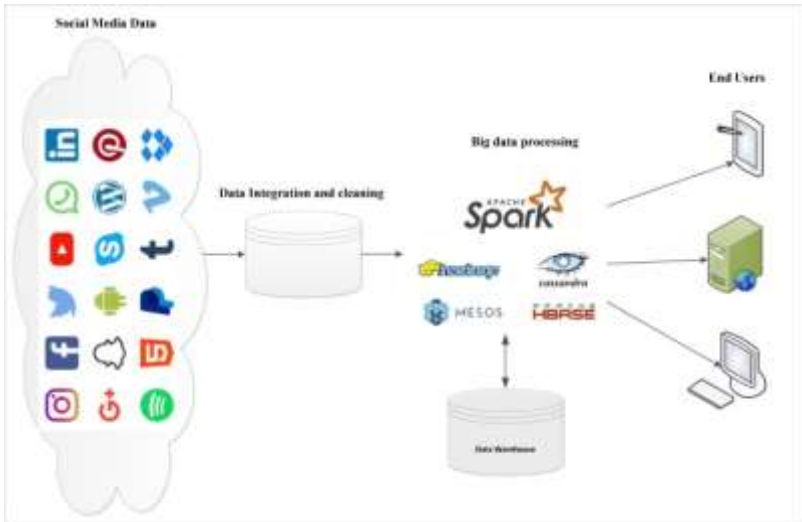 Social Media Data
End Users
Big data processing
Data Integration and cleaning
APACHE
Spark
cassandra
MESOS
HBASE
Data Warehouse